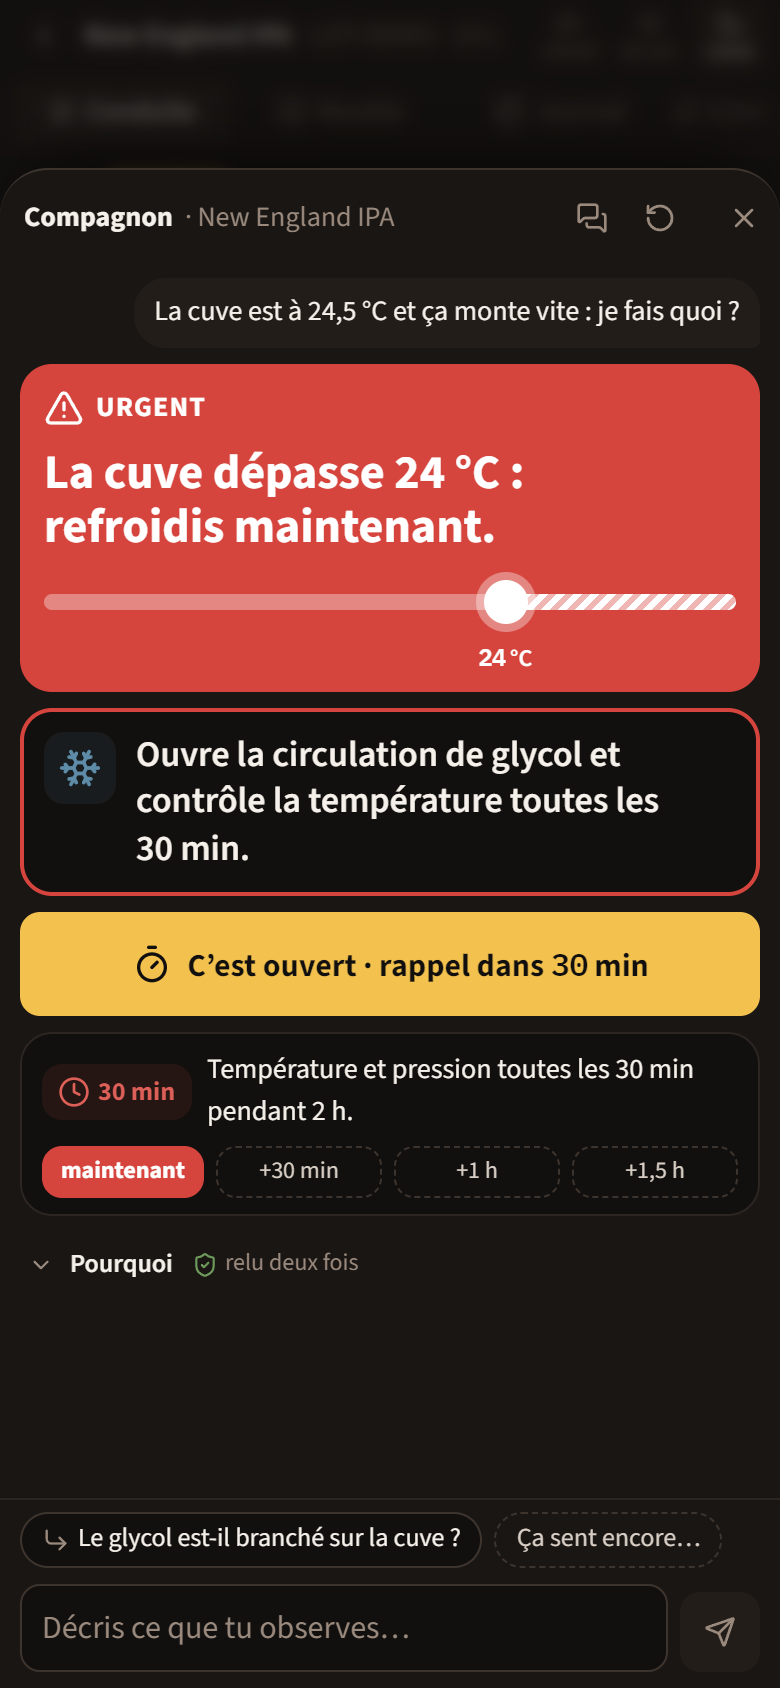 New England IPA
Compagnon · New England IPA
La cuve est à 24,5 °C et ça monte vite : je fais quoi ?
URGENT
La cuve dépasse 24 °C :
refroidis maintenant.
24 °C
Ouvre la circulation de glycol et
contrôle la température toutes les
30 min.
C’est ouvert · rappel dans 30 min
30 min
Température et pression toutes les 30 min
pendant 2 h.
maintenant
+30 min
+1 h
+1,5 h
Pourquoi
relu deux fois
Le glycol est-il branché sur la cuve ?
Ça sent encore…
Décris ce que tu observes…